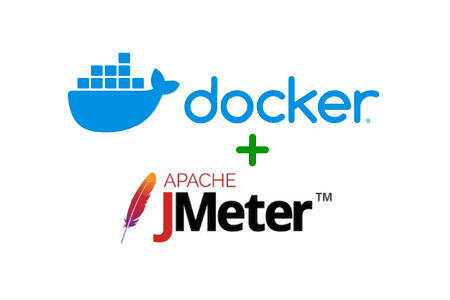 docker
+
APACHE
JMeter™